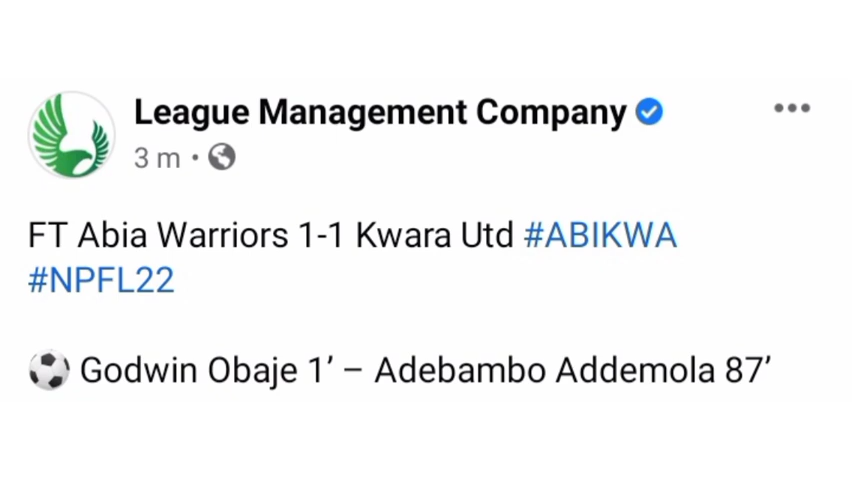 League Management Company
3 m •
FT Abia Warriors 1-1 Kwara Utd #ABIKWA
#NPFL22
⚽ Godwin Obaje 1’ – Adebambo Addemola 87’